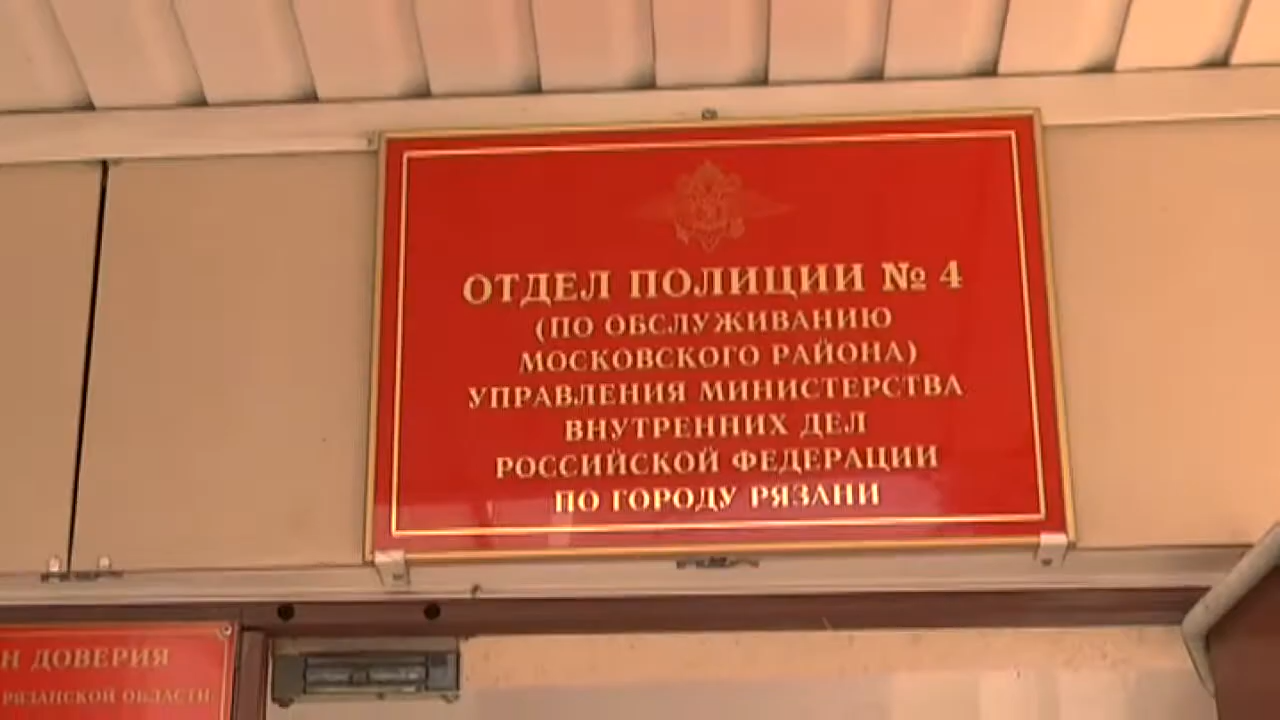 ОТДЕЛ ПОЛИЦИИ № 4
(ПО ОБСЛУЖИВАНИЮ
МОСКОВСКОГО РАЙОНА)
УПРАВЛЕНИЯ МИНИСТЕРСТВА
ВНУТРЕННИХ ДЕЛ
РОССИЙСКОЙ ФЕДЕРАЦИИ
ПО ГОРОДУ РЯЗАНИ
Н ДОВЕРИЯ
РЯЗАНСКОЙ ОБЛАСТИ